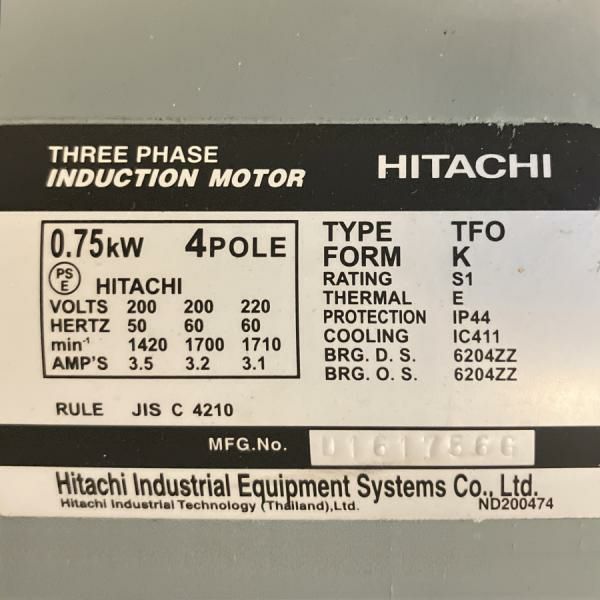 THREE PHASE
INDUCTION MOTOR
HITACHI
0.75kW 4POLE
PS E HITACHI
VOLTS 200 200 220
HERTZ 50 60 60
min⁻¹ 1420 1700 1710
AMP'S 3.5 3.2 3.1
TYPE TFO
FORM K
RATING S1
THERMAL E
PROTECTION IP44
COOLING IC411
BRG. D. S. 6204ZZ
BRG. O. S. 6204ZZ
RULE JIS C 4210
MFG.No.
Hitachi Industrial Equipment Systems Co., Ltd.
Hitachi Industrial Technology (Thailand),Ltd. ND200474